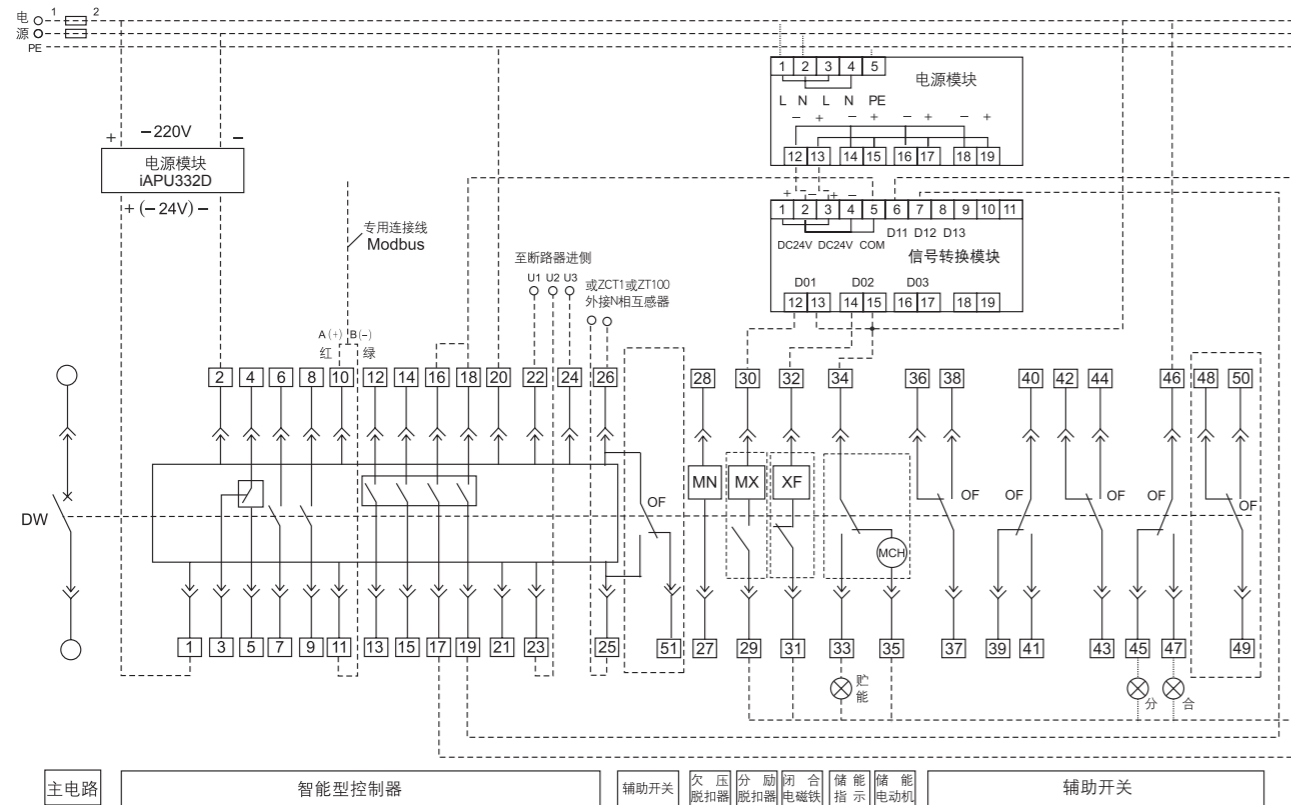 电 1 2
源
PE
1 2 3 4 5 电源模块
L N L N PE
− + − + − + − +
12 13 14 15 16 17 18 19
+ −220V −
电源模块
iAPU332D
+ (−24V) −
专用连接线
Modbus
+ − + −
1 2 3 4 5 6 7 8 9 10 11
D11 D12 D13
DC24V DC24V COM
信号转换模块
D01 D02 D03
12 13 14 15 16 17 18 19
至断路器进侧
U1 U2 U3
或ZCT1或ZT100
外接N相互感器
A(+) B(−)
红 绿
2 4 6 8 10 12 14 16 18 20 22 24 26 28 30 32 34 36 38 40 42 44 46 48 50
MN MX XF
OF OF OF OF OF OF
DW
MCH
1 3 5 7 9 11 13 15 17 19 21 23 25 51 27 29 31 33 35 37 39 41 43 45 47 49
贮
能
分 合
主电路 智能型控制器 辅助开关
欠压
脱扣器
分励
脱扣器
闭合
电磁铁
储能
指示
储能
电动机
辅助开关